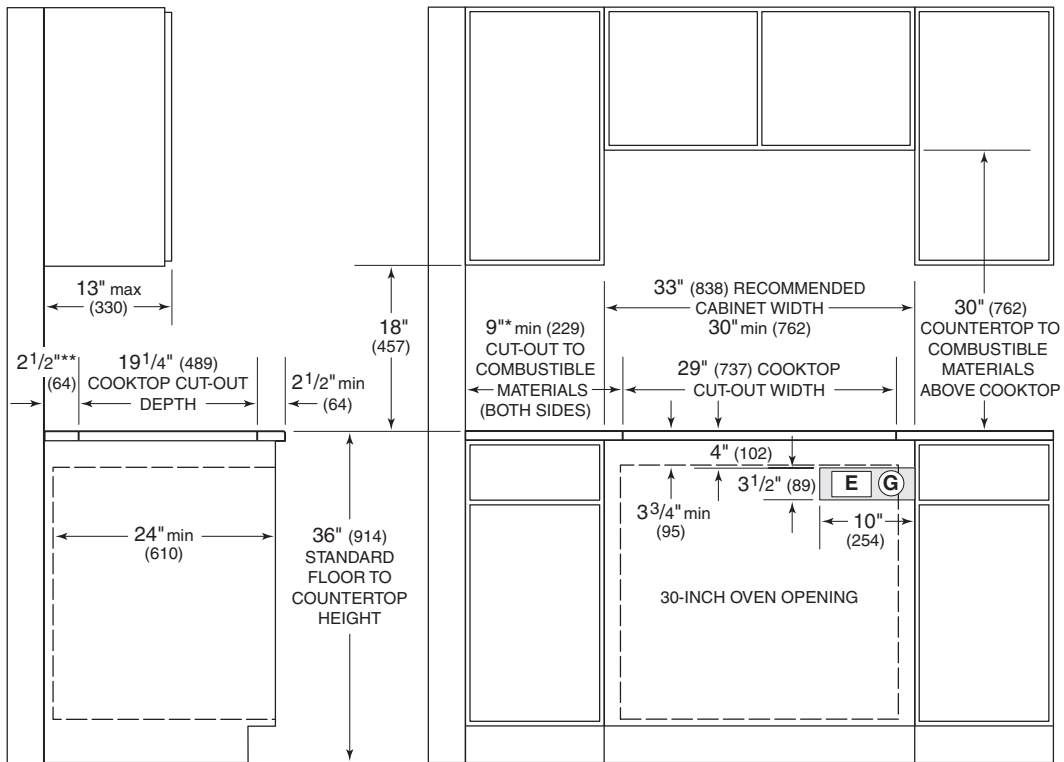 13" max
(330)
2 1/2"**
(64)
19 1/4" (489)
COOKTOP CUT-OUT
DEPTH
2 1/2" min
(64)
18"
(457)
24" min
(610)
36" (914)
STANDARD
FLOOR TO
COUNTERTOP
HEIGHT
33" (838) RECOMMENDED
CABINET WIDTH
30" min (762)
9"* min (229)
CUT-OUT TO
COMBUSTIBLE
MATERIALS
(BOTH SIDES)
29" (737) COOKTOP
CUT-OUT WIDTH
30" (762)
COUNTERTOP TO
COMBUSTIBLE
MATERIALS
ABOVE COOKTOP
4" (102)
3 1/2" (89)
E
G
3 3/4" min
(95)
10"
(254)
30-INCH OVEN OPENING